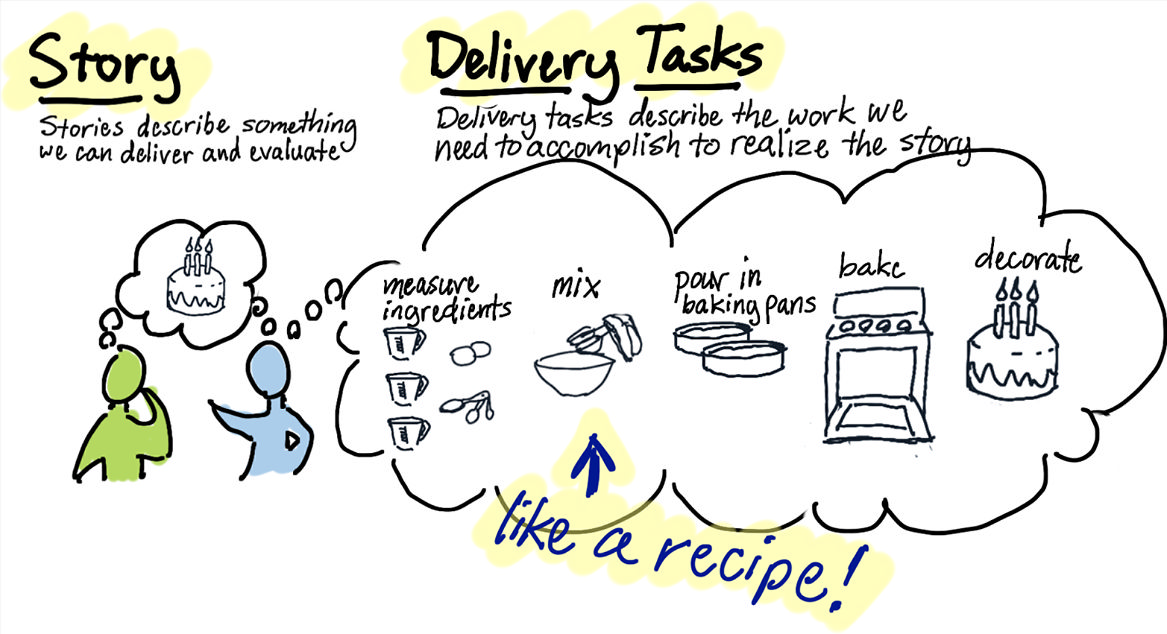 Story
Stories describe something
we can deliver and evaluate
Delivery Tasks
Delivery tasks describe the work we
need to accomplish to realize the story
measure
ingredients
mix
pour in
baking pans
bake
decorate
like a recipe!